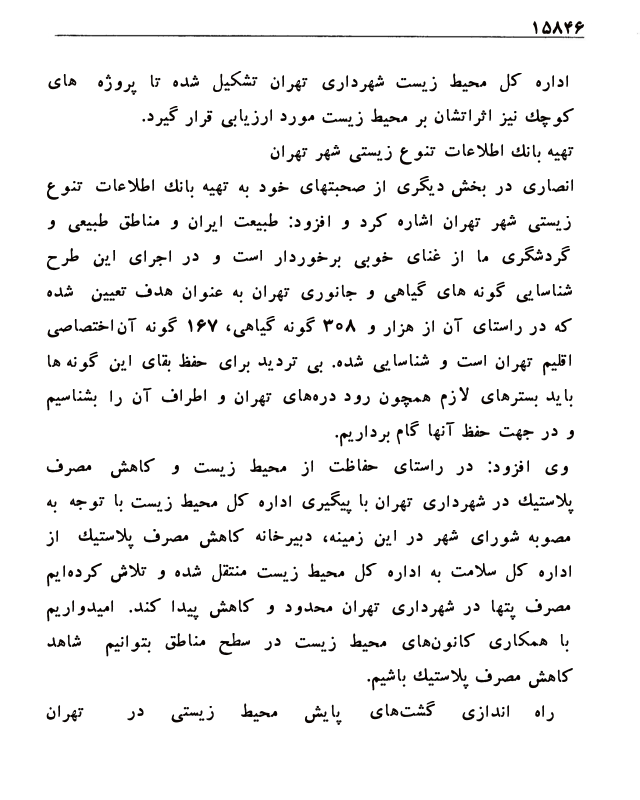 ۱۵۸۴۶
اداره كل محیط زیست شهرداری تهران تشکیل شده تا پروژه های
کوچك نیز اثراتشان بر محیط زیست مورد ارزیابی قرار گیرد.
تهیه بانك اطلاعات تنوع زیستی شهر تهران
انصاری در بخش دیگری از صحبتهای خود به تهیه بانك اطلاعات تنوع
زیستی شهر تهران اشاره کرد و افزود: طبیعت ایران و مناطق طبیعی و
گردشگری ما از غنای خوبی برخوردار است و در اجرای این طرح
شناسایی گونه های گیاهی و جانوری تهران به عنوان هدف تعیین شده
که در راستای آن از هزار و ۳۰۸ گونه گیاهی، ۱۶۷ گونه آن اختصاصی
اقلیم تهران است و شناسایی شده. بی تردید برای حفظ بقای این گونه ها
باید بسترهای لازم همچون رود دره‌های تهران و اطراف آن را بشناسیم
و در جهت حفظ آنها گام برداریم.
وی افزود: در راستای حفاظت از محیط زیست و کاهش مصرف
پلاستیك در شهرداری تهران با پیگیری اداره کل محیط زیست با توجه به
مصوبه شورای شهر در این زمینه، دبیرخانه کاهش مصرف پلاستیك از
اداره کل سلامت به اداره کل محیط زیست منتقل شده و تلاش کرده‌ایم
مصرف پتها در شهرداری تهران محدود و کاهش پیدا کند. امیدواریم
با همکاری کانون‌های محیط زیست در سطح مناطق بتوانیم شاهد
کاهش مصرف پلاستیك باشیم.
راه اندازی گشت‌های پایش محیط زیستی در تهران